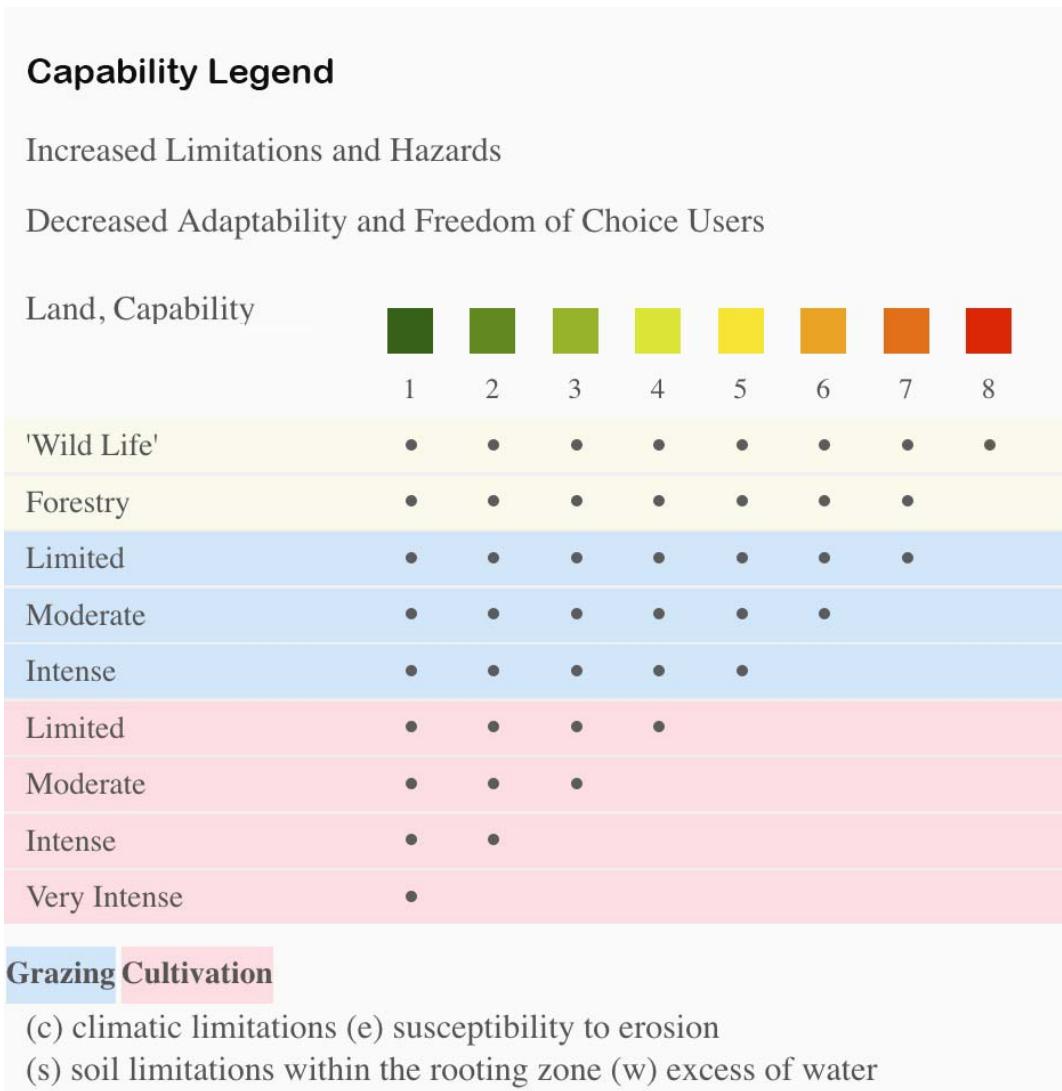 Capability Legend
Increased Limitations and Hazards
Decreased Adaptability and Freedom of Choice Users
Land, Capability
1 2 3 4 5 6 7 8
'Wild Life' • • • • • • • •
Forestry • • • • • • •
Limited • • • • • • •
Moderate • • • • • •
Intense • • • • •
Limited • • • •
Moderate • • •
Intense • •
Very Intense •
Grazing Cultivation
(c) climatic limitations (e) susceptibility to erosion
(s) soil limitations within the rooting zone (w) excess of water